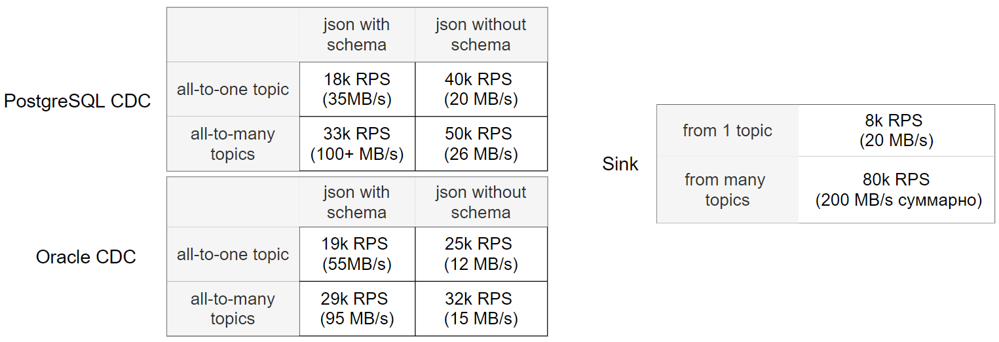 PostgreSQL CDC
json with
schema
json without
schema
all-to-one topic
18k RPS
(35MB/s)
40k RPS
(20 MB/s)
all-to-many
topics
33k RPS
(100+ MB/s)
50k RPS
(26 MB/s)
Oracle CDC
json with
schema
json without
schema
all-to-one topic
19k RPS
(55MB/s)
25k RPS
(12 MB/s)
all-to-many
topics
29k RPS
(95 MB/s)
32k RPS
(15 MB/s)
Sink
from 1 topic
8k RPS
(20 MB/s)
from many
topics
80k RPS
(200 MB/s суммарно)